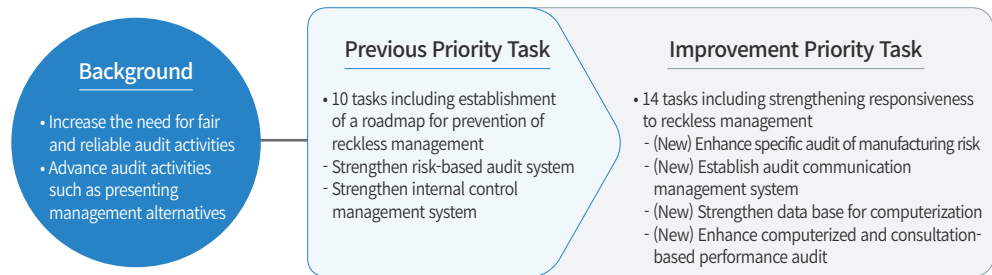 Background
• Increase the need for fair
and reliable audit activities
• Advance audit activities
such as presenting
management alternatives
Previous Priority Task
• 10 tasks including establishment
of a roadmap for prevention of
reckless management
- Strengthen risk-based audit system
- Strengthen internal control
management system
Improvement Priority Task
• 14 tasks including strengthening responsiveness
to reckless management
- (New) Enhance specific audit of manufacturing risk
- (New) Establish audit communication
management system
- (New) Strengthen data base for computerization
- (New) Enhance computerized and consultation-
based performance audit